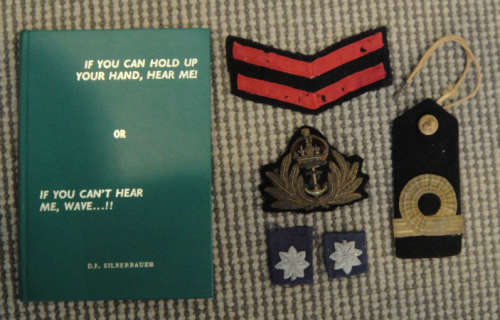 IF YOU CAN HOLD UP
YOUR HAND, HEAR ME!
OR
IF YOU CAN'T HEAR
ME, WAVE...!!
D.F. SILBERBAUER